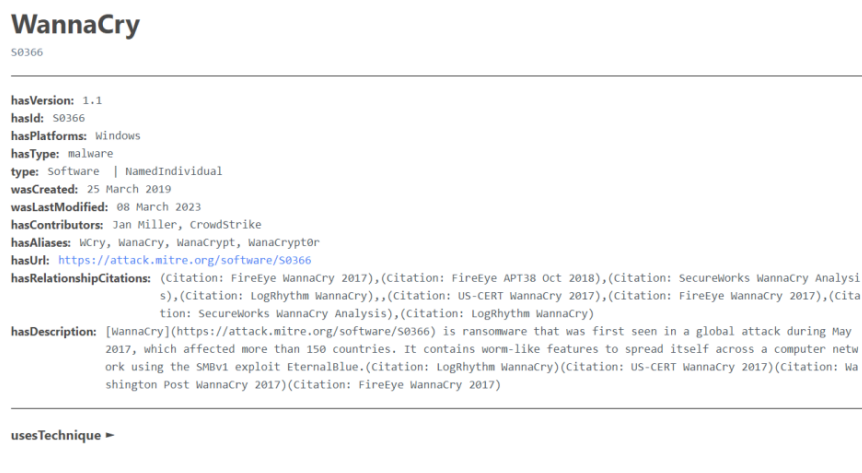 WannaCry
S0366
hasVersion: 1.1
hasId: S0366
hasPlatforms: Windows
hasType: malware
type: Software | NamedIndividual
wasCreated: 25 March 2019
wasLastModified: 08 March 2023
hasContributors: Jan Miller, CrowdStrike
hasAliases: WCry, WanaCry, WanaCrypt, WanaCrypt0r
hasUrl: https://attack.mitre.org/software/S0366
hasRelationshipCitations: (Citation: FireEye WannaCry 2017),(Citation: FireEye APT38 Oct 2018),(Citation: SecureWorks WannaCry Analysi
s),(Citation: LogRhythm WannaCry),,(Citation: US-CERT WannaCry 2017),(Citation: FireEye WannaCry 2017),(Cita
tion: SecureWorks WannaCry Analysis),(Citation: LogRhythm WannaCry)
hasDescription: [WannaCry](https://attack.mitre.org/software/S0366) is ransomware that was first seen in a global attack during May
2017, which affected more than 150 countries. It contains worm-like features to spread itself across a computer netw
ork using the SMBv1 exploit EternalBlue.(Citation: LogRhythm WannaCry)(Citation: US-CERT WannaCry 2017)(Citation: Wa
shington Post WannaCry 2017)(Citation: FireEye WannaCry 2017)
usesTechnique ►